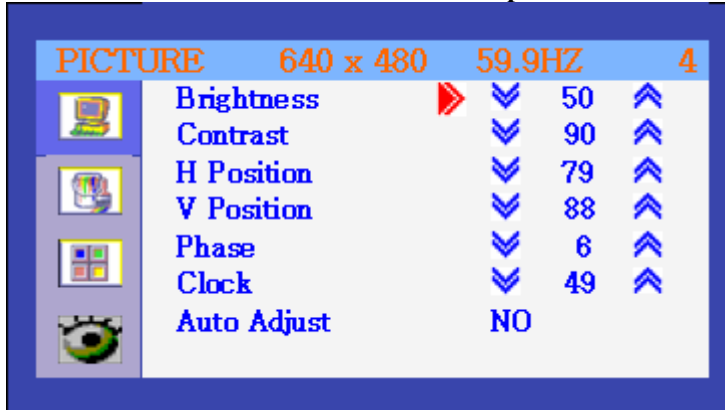 PICTURE 640 x 480 59.9HZ 4
Brightness 50
Contrast 90
H Position 79
V Position 88
Phase 6
Clock 49
Auto Adjust NO